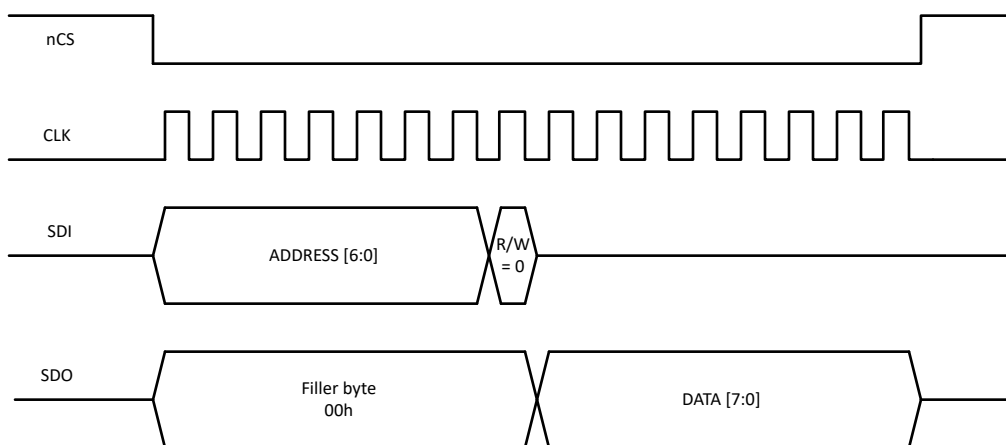 nCS
CLK
SDI
ADDRESS [6:0]
R/W
= 0
SDO
Filler byte
00h
DATA [7:0]